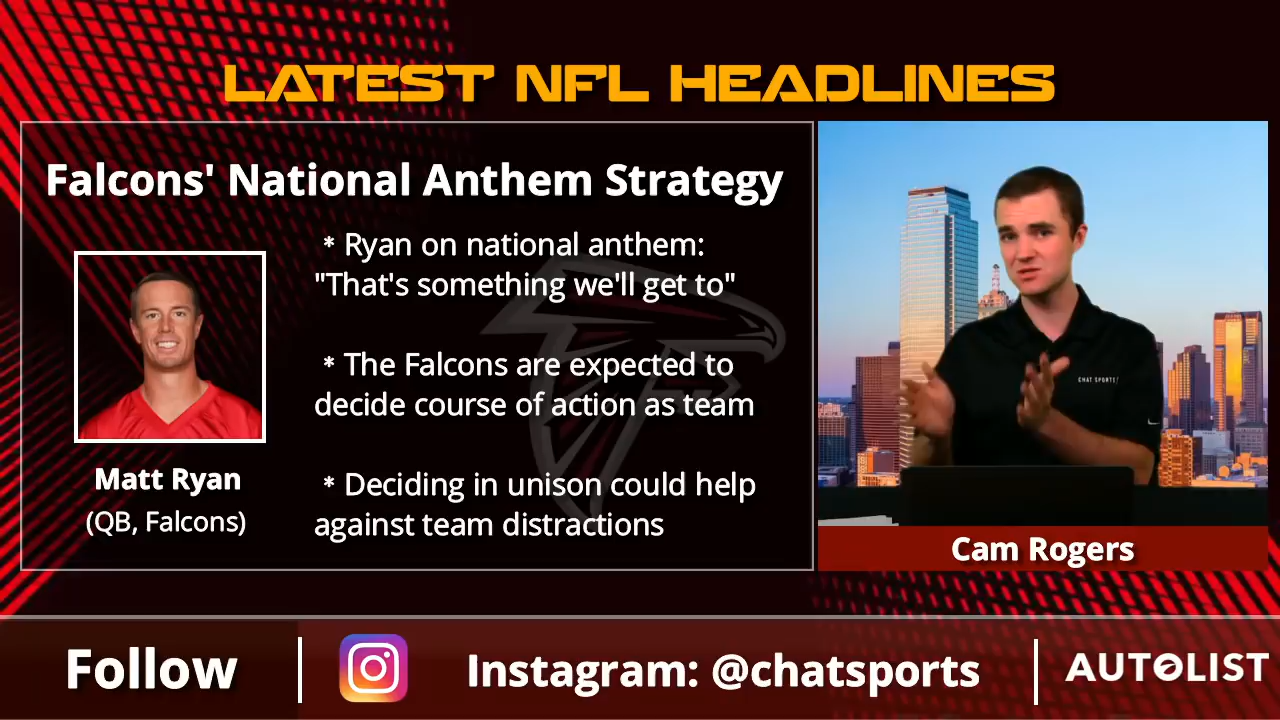 LATEST NFL HEADLINES
Falcons' National Anthem Strategy
* Ryan on national anthem:
"That's something we'll get to"
* The Falcons are expected to
decide course of action as team
* Deciding in unison could help
against team distractions
Matt Ryan
(QB, Falcons)
CHAT SPORTS
Cam Rogers
Follow
Instagram: @chatsports
AUTOLIST